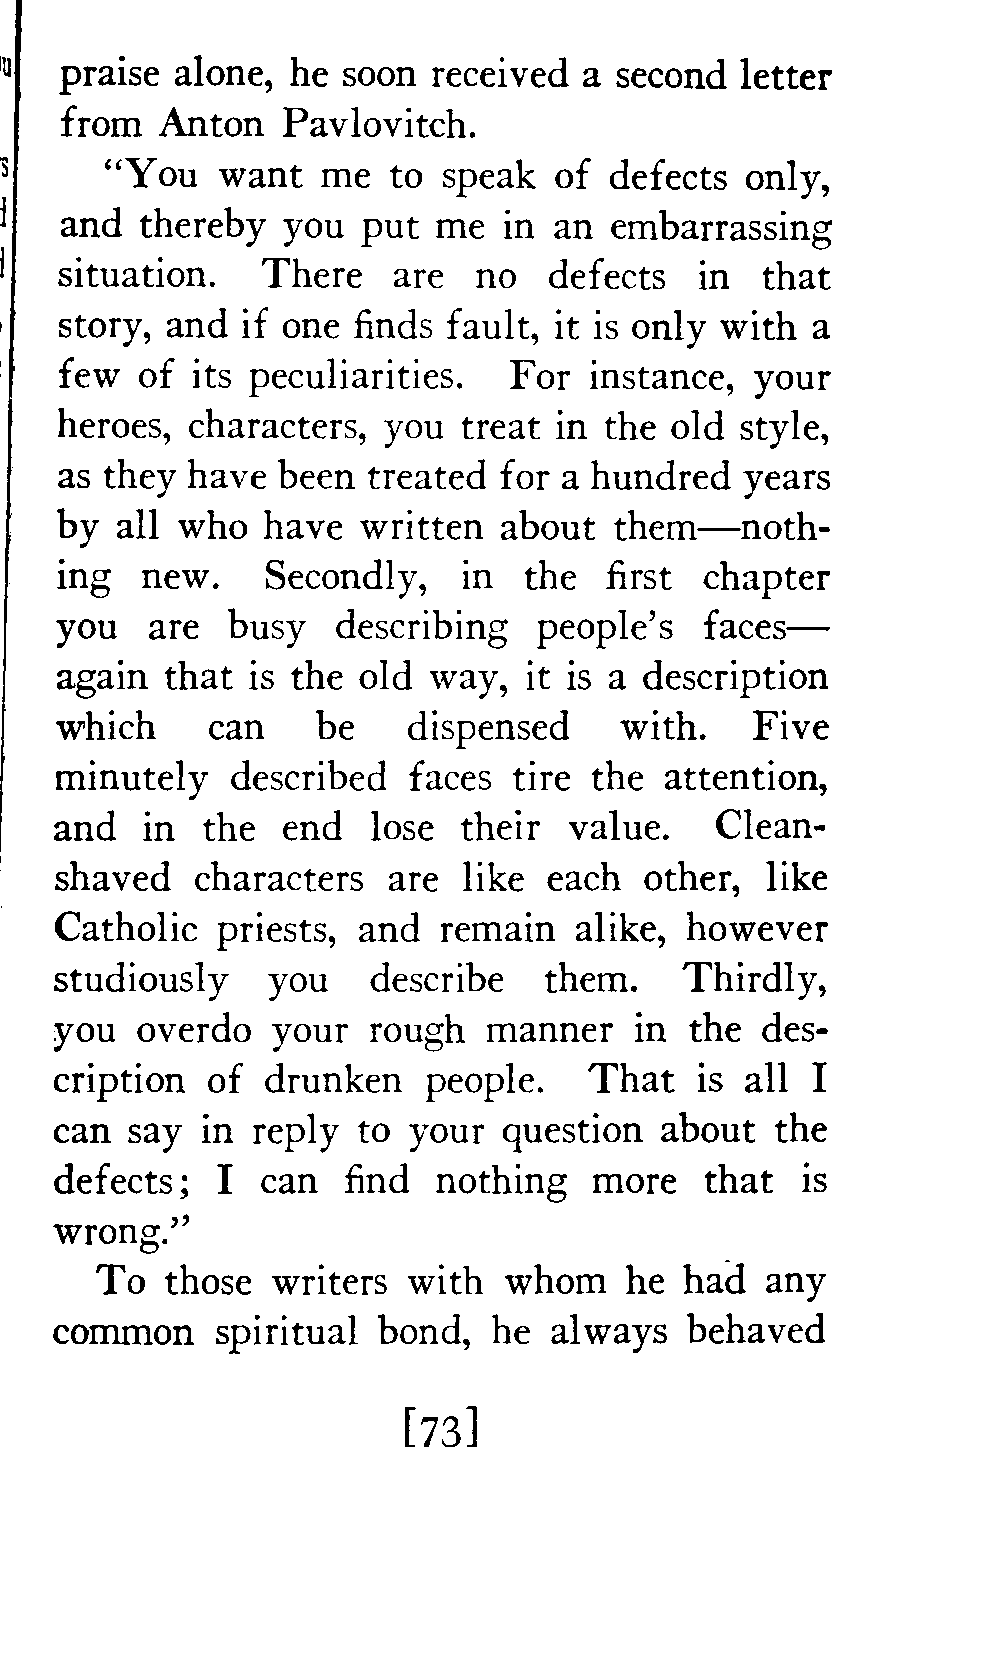 praise alone, he soon received a second letter
from Anton Pavlovitch.
"You want me to speak of defects only,
and thereby you put me in an embarrassing
situation. There are no defects in that
story, and if one finds fault, it is only with a
few of its peculiarities. For instance, your
heroes, characters, you treat in the old style,
as they have been treated for a hundred years
by all who have written about them—noth-
ing new. Secondly, in the first chapter
you are busy describing people's faces—
again that is the old way, it is a description
which can be dispensed with. Five
minutely described faces tire the attention,
and in the end lose their value. Clean-
shaved characters are like each other, like
Catholic priests, and remain alike, however
studiously you describe them. Thirdly,
you overdo your rough manner in the des-
cription of drunken people. That is all I
can say in reply to your question about the
defects; I can find nothing more that is
wrong."
To those writers with whom he had any
common spiritual bond, he always behaved
[73]